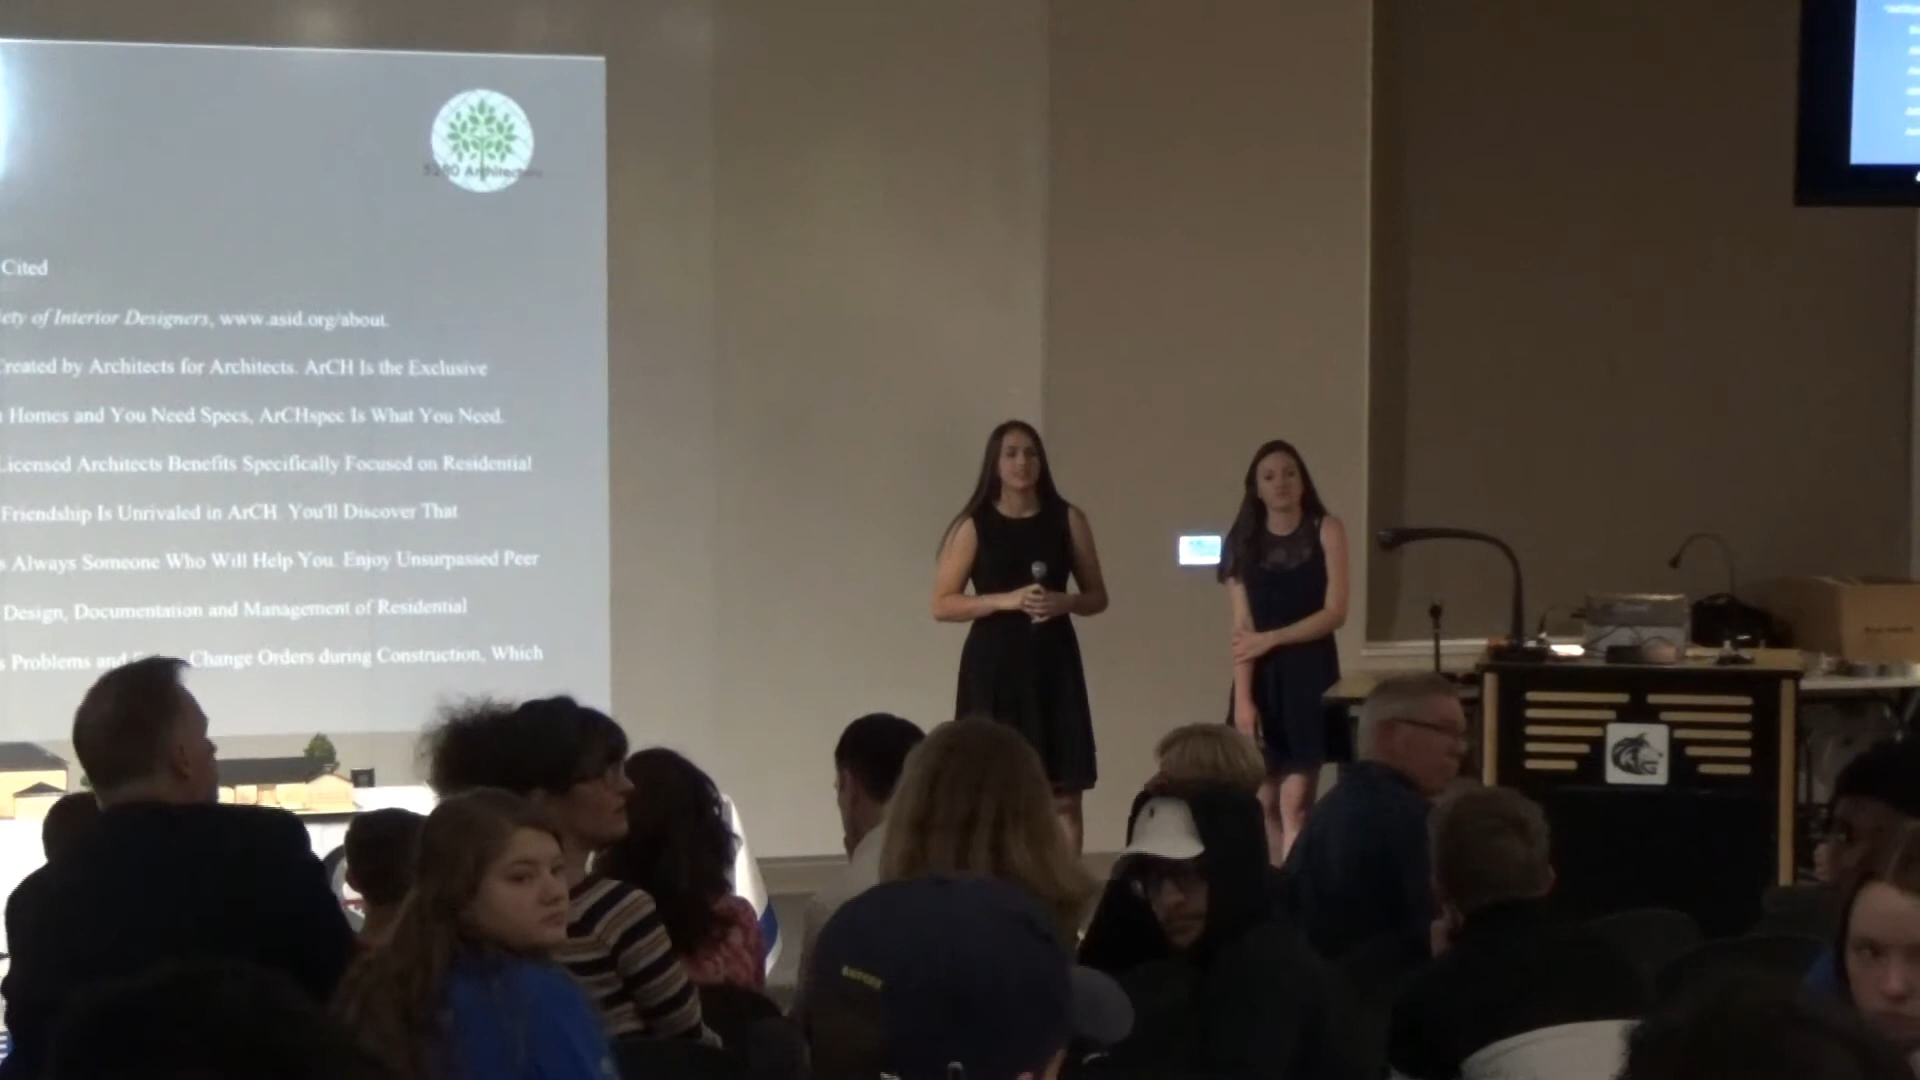 5280 Architecture
Cited
ety of Interior Designers, www.asid.org/about.
Created by Architects for Architects. ArCH Is the Exclusive
Homes and You Need Specs, ArCHspec Is What You Need.
Licensed Architects Benefits Specifically Focused on Residential
Friendship Is Unrivaled in ArCH. You'll Discover That
s Always Someone Who Will Help You. Enjoy Unsurpassed Peer
Design, Documentation and Management of Residential
s Problems and Change Orders during Construction, Which